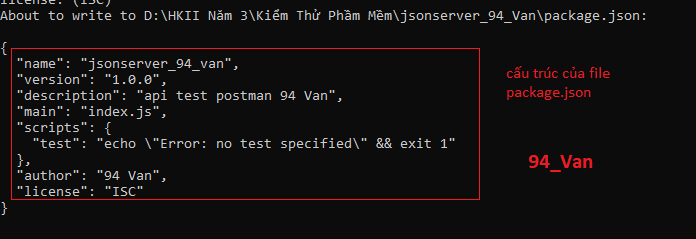 license: (ISC)
About to write to D:\HKII Năm 3\Kiểm Thử Phầm Mềm\jsonserver_94_Van\package.json:
{
"name": "jsonserver_94_van",
"version": "1.0.0",
"description": "api test postman 94 Van",
"main": "index.js",
"scripts": {
"test": "echo \"Error: no test specified\" && exit 1"
},
"author": "94 Van",
"license": "ISC"
}
cấu trúc của file
package.json
94_Van